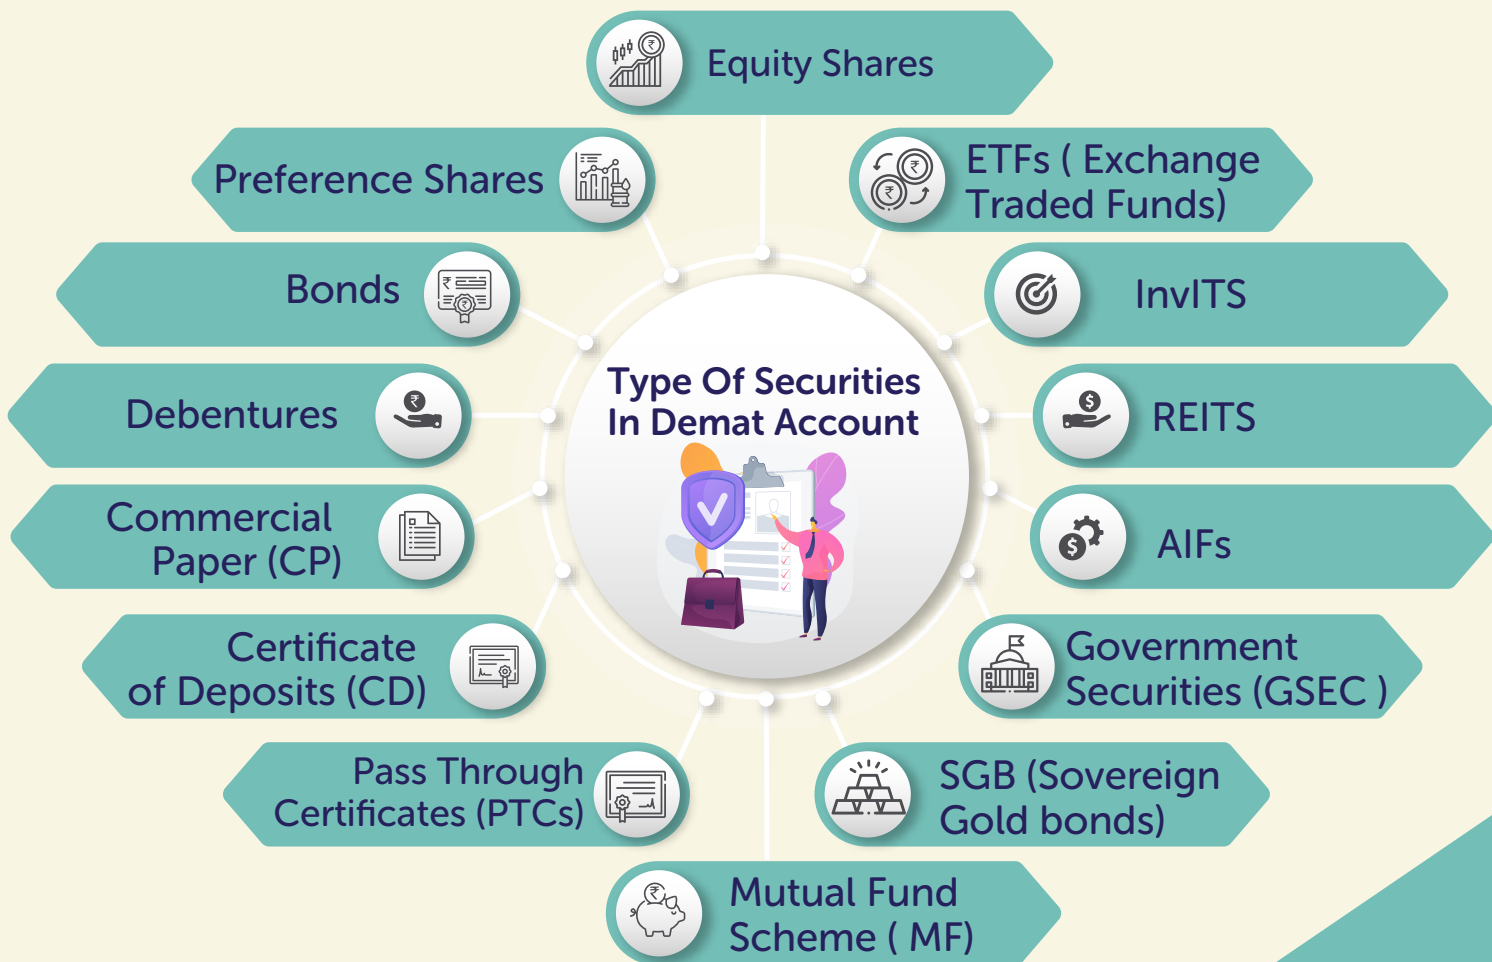 Equity Shares
Preference Shares
ETFs ( Exchange
Traded Funds)
Bonds
InvITS
Type Of Securities
In Demat Account
Debentures
REITS
Commercial
Paper (CP)
AIFs
Certificate
of Deposits (CD)
Government
Securities (GSEC )
Pass Through
Certificates (PTCs)
SGB (Sovereign
Gold bonds)
Mutual Fund
Scheme ( MF)